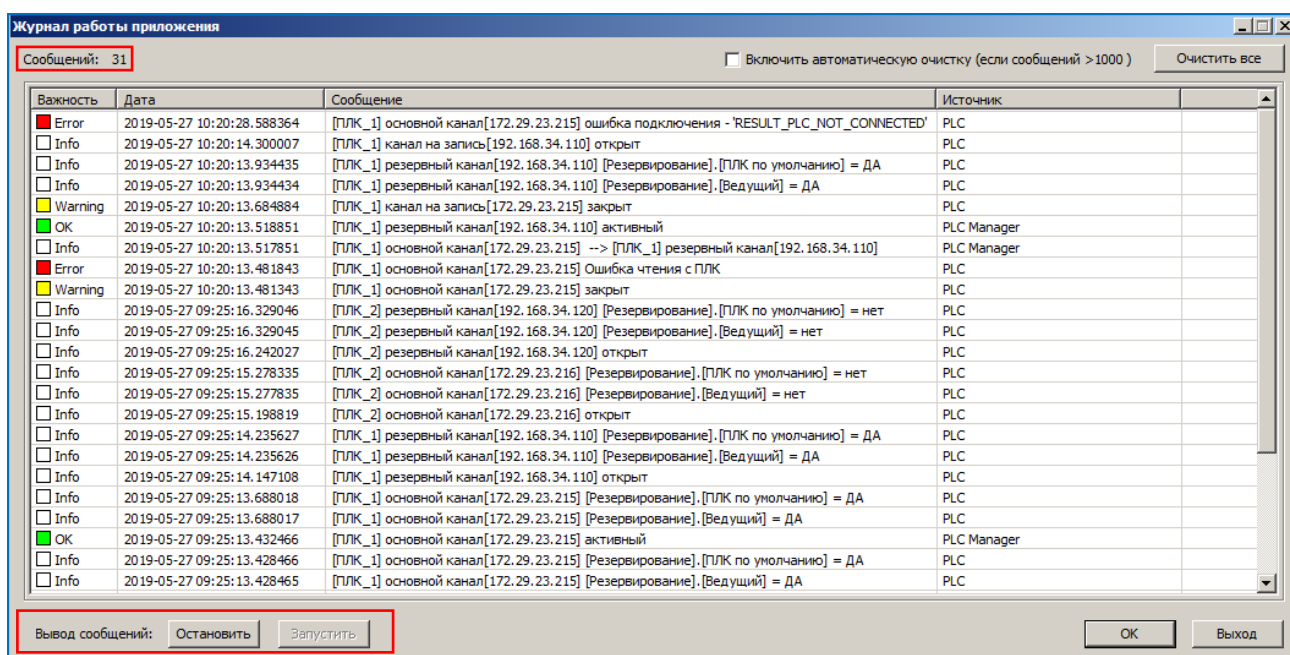 Журнал работы приложения
Сообщений: 31 Включить автоматическую очистку (если сообщений >1000 ) Очистить все
Важность Дата Сообщение Источник
Error 2019-05-27 10:20:28.588364 [ПЛК_1] основной канал[172.29.23.215] ошибка подключения - 'RESULT_PLC_NOT_CONNECTED' PLC
Info 2019-05-27 10:20:14.300007 [ПЛК_1] канал на запись[192.168.34.110] открыт PLC
Info 2019-05-27 10:20:13.934435 [ПЛК_1] резервный канал[192.168.34.110] [Резервирование].[ПЛК по умолчанию] = ДА PLC
Info 2019-05-27 10:20:13.934434 [ПЛК_1] резервный канал[192.168.34.110] [Резервирование].[Ведущий] = ДА PLC
Warning 2019-05-27 10:20:13.684884 [ПЛК_1] канал на запись[172.29.23.215] закрыт PLC
OK 2019-05-27 10:20:13.518851 [ПЛК_1] резервный канал[192.168.34.110] активный PLC Manager
Info 2019-05-27 10:20:13.517851 [ПЛК_1] основной канал[172.29.23.215] --> [ПЛК_1] резервный канал[192.168.34.110] PLC Manager
Error 2019-05-27 10:20:13.481843 [ПЛК_1] основной канал[172.29.23.215] Ошибка чтения с ПЛК PLC
Warning 2019-05-27 10:20:13.481343 [ПЛК_1] основной канал[172.29.23.215] закрыт PLC
Info 2019-05-27 09:25:16.329046 [ПЛК_2] резервный канал[192.168.34.120] [Резервирование].[ПЛК по умолчанию] = нет PLC
Info 2019-05-27 09:25:16.329045 [ПЛК_2] резервный канал[192.168.34.120] [Резервирование].[Ведущий] = нет PLC
Info 2019-05-27 09:25:16.242027 [ПЛК_2] резервный канал[192.168.34.120] открыт PLC
Info 2019-05-27 09:25:15.278335 [ПЛК_2] основной канал[172.29.23.216] [Резервирование].[ПЛК по умолчанию] = нет PLC
Info 2019-05-27 09:25:15.277835 [ПЛК_2] основной канал[172.29.23.216] [Резервирование].[Ведущий] = нет PLC
Info 2019-05-27 09:25:15.198819 [ПЛК_2] основной канал[172.29.23.216] открыт PLC
Info 2019-05-27 09:25:14.235627 [ПЛК_1] резервный канал[192.168.34.110] [Резервирование].[ПЛК по умолчанию] = ДА PLC
Info 2019-05-27 09:25:14.235626 [ПЛК_1] резервный канал[192.168.34.110] [Резервирование].[Ведущий] = ДА PLC
Info 2019-05-27 09:25:14.147108 [ПЛК_1] резервный канал[192.168.34.110] открыт PLC
Info 2019-05-27 09:25:13.688018 [ПЛК_1] основной канал[172.29.23.215] [Резервирование].[ПЛК по умолчанию] = ДА PLC
Info 2019-05-27 09:25:13.688017 [ПЛК_1] основной канал[172.29.23.215] [Резервирование].[Ведущий] = ДА PLC
OK 2019-05-27 09:25:13.432466 [ПЛК_1] основной канал[172.29.23.215] активный PLC Manager
Info 2019-05-27 09:25:13.428466 [ПЛК_1] основной канал[172.29.23.215] [Резервирование].[ПЛК по умолчанию] = ДА PLC
Info 2019-05-27 09:25:13.428465 [ПЛК_1] основной канал[172.29.23.215] [Резервирование].[Ведущий] = ДА PLC
Вывод сообщений: Остановить Запустить OK Выход